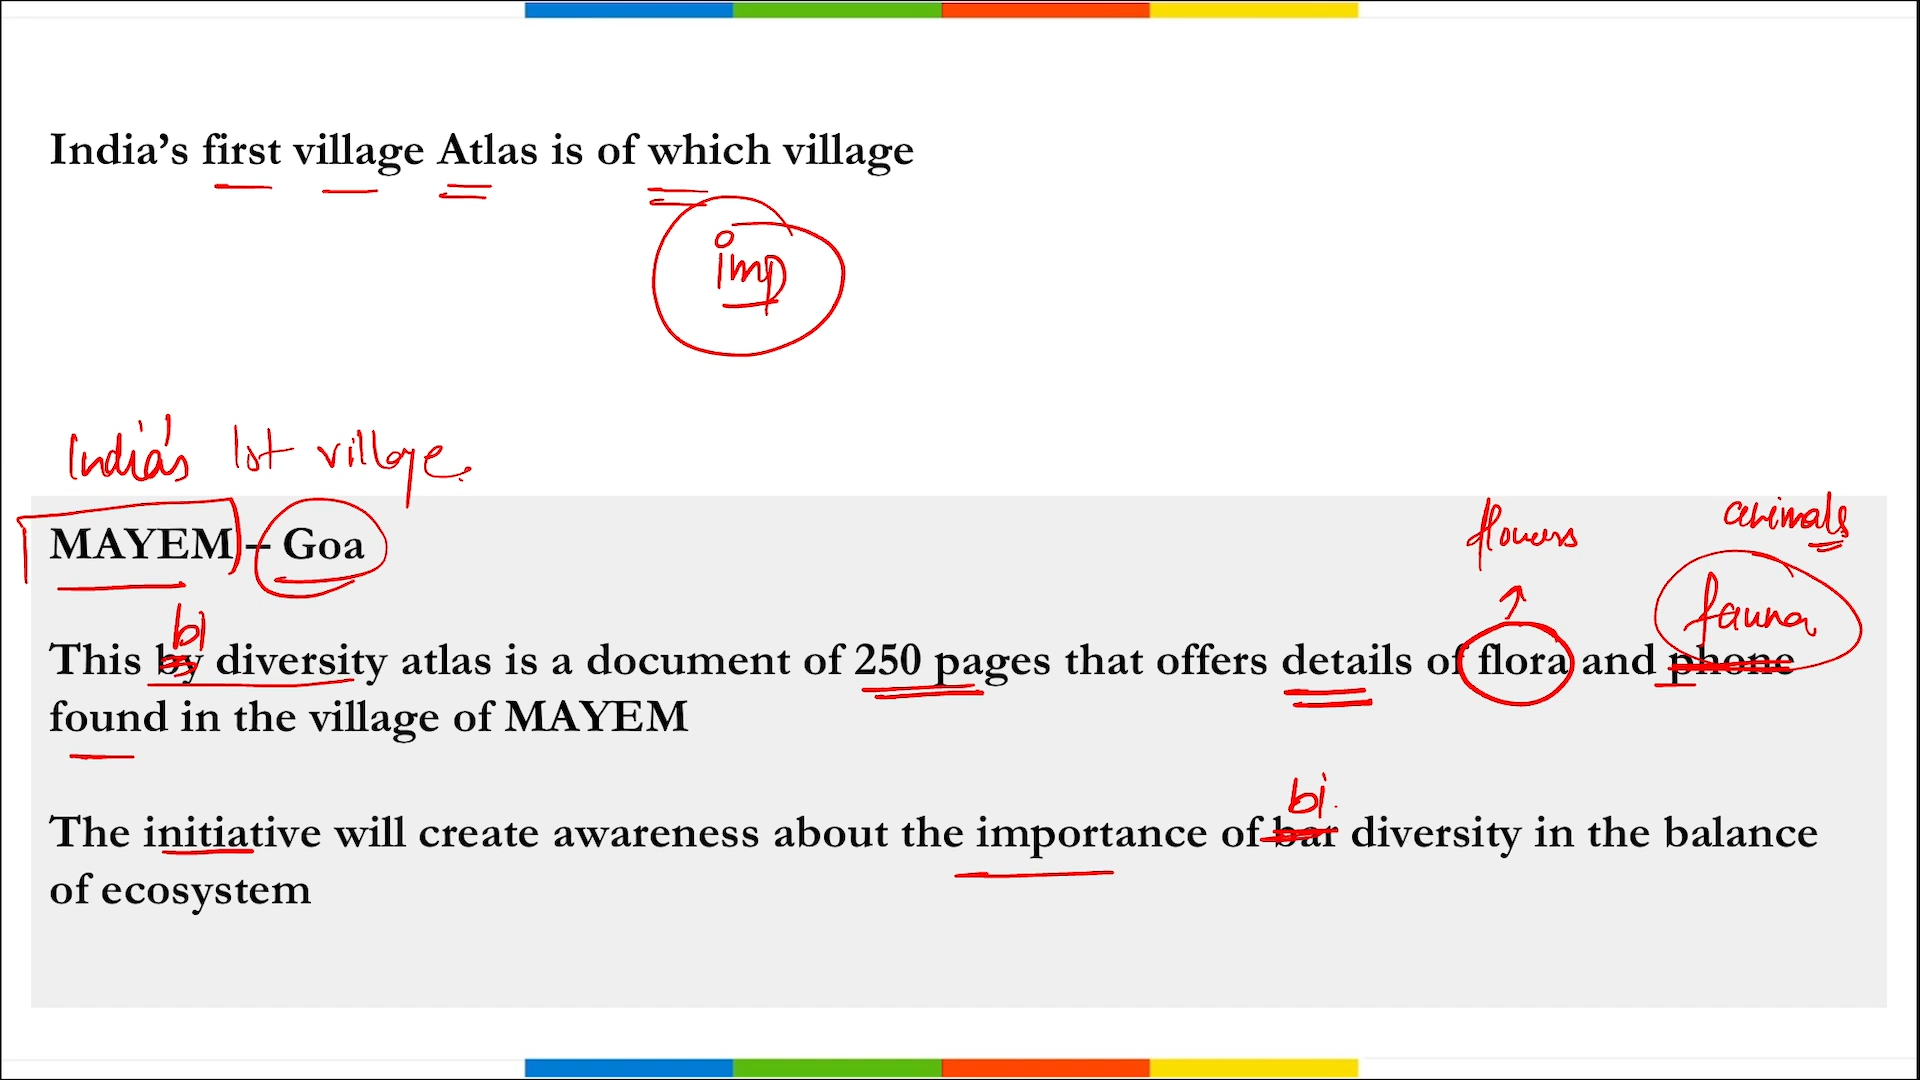 India’s first village Atlas is of which village
imp
India's 1st village.
MAYEM – Goa
flowers
animals
bi
fauna
This by diversity atlas is a document of 250 pages that offers details of flora and phone
found in the village of MAYEM
bi.
The initiative will create awareness about the importance of bar diversity in the balance
of ecosystem